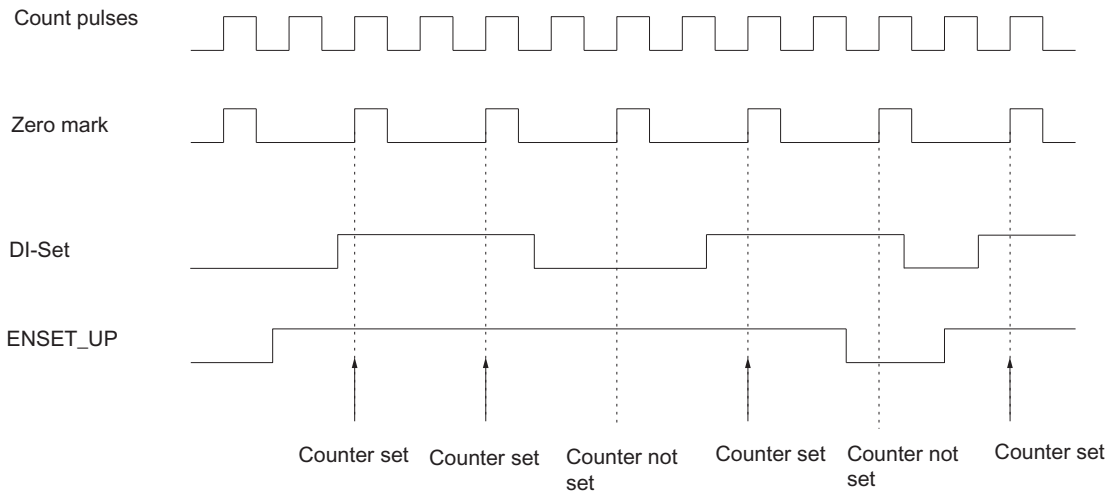 Count pulses
Zero mark
DI-Set
ENSET_UP
Counter set
Counter set
Counter not
set
Counter set
Counter not
set
Counter set